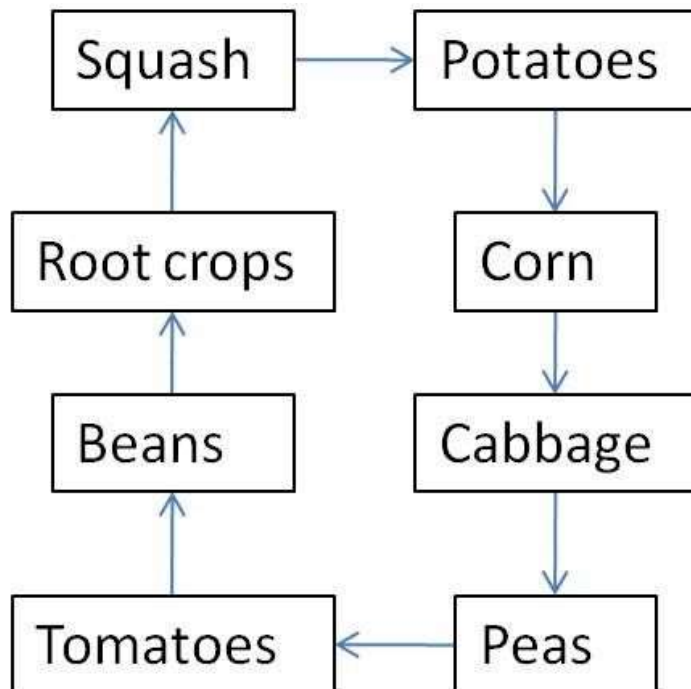 Squash
Potatoes
Root crops
Corn
Beans
Cabbage
Tomatoes
Peas